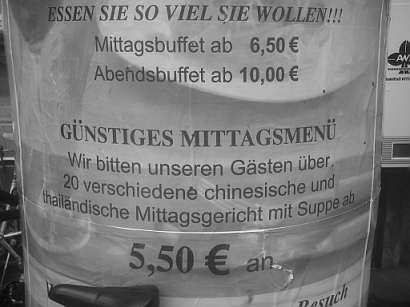 ESSEN SIE SO VIEL SIE WOLLEN!!!
Mittagsbuffet ab 6,50 €
Abendsbuffet ab 10,00 €
GÜNSTIGES MITTAGSMENÜ
Wir bitten unseren Gästen über
20 verschiedene chinesische und
thailändische Mittagsgericht mit Suppe ab
5,50 € an
Besuch